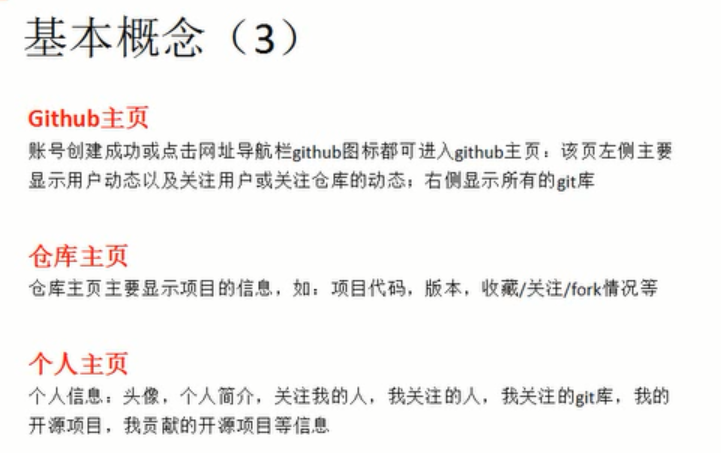 基本概念（3）
Github主页
账号创建成功或点击网址导航栏github图标都可进入github主页：该页左侧主要
显示用户动态以及关注用户或关注仓库的动态；右侧显示所有的git库
仓库主页
仓库主页主要显示项目的信息，如：项目代码，版本，收藏/关注/fork情况等
个人主页
个人信息：头像，个人简介，关注我的人，我关注的人，我关注的git库，我的
开源项目，我贡献的开源项目等信息